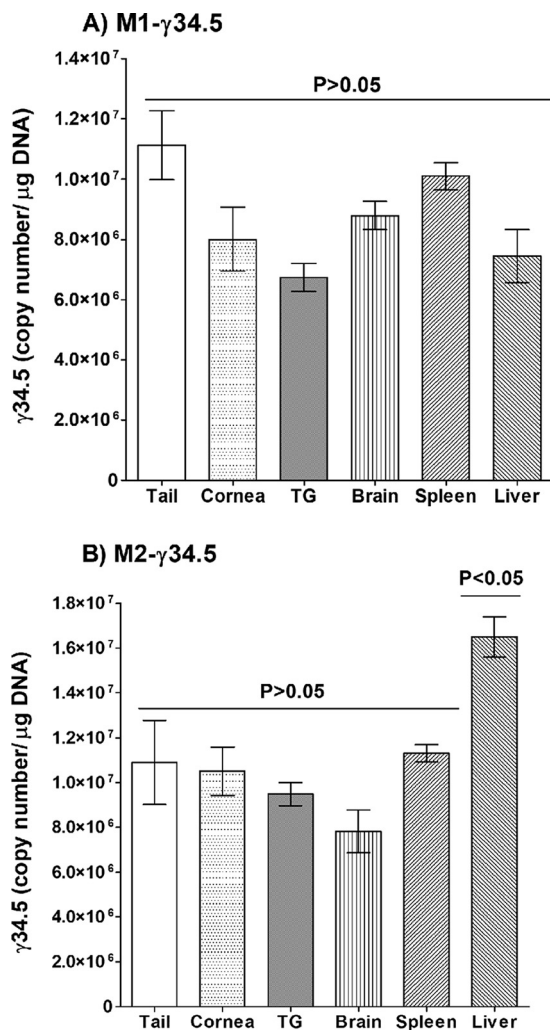 A) M1-γ34.5
γ34.5 (copy number/μg DNA)
1.4×10⁷
1.2×10⁷
1.0×10⁷
8.0×10⁶
6.0×10⁶
4.0×10⁶
2.0×10⁶
0
P>0.05
Tail Cornea TG Brain Spleen Liver
B) M2-γ34.5
γ34.5 (copy number/μg DNA)
1.8×10⁷
1.6×10⁷
1.4×10⁷
1.2×10⁷
1.0×10⁷
8.0×10⁶
6.0×10⁶
4.0×10⁶
2.0×10⁶
0
P<0.05
P>0.05
Tail Cornea TG Brain Spleen Liver